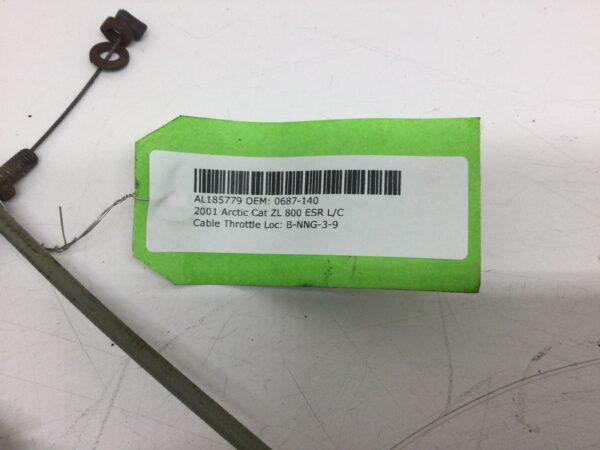 AL185779 OEM: 0687-140
2001 Arctic Cat ZL 800 ESR L/C
Cable Throttle Loc: B-NNG-3-9